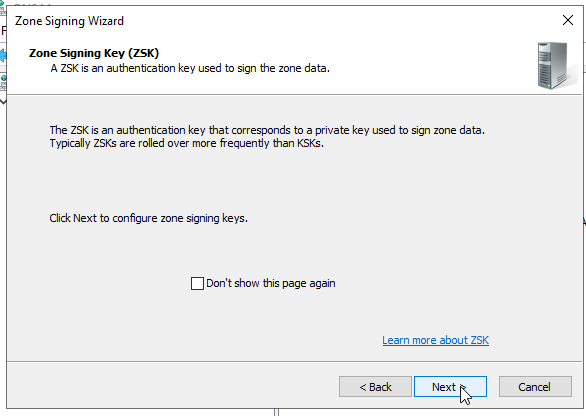 Zone Signing Wizard
Zone Signing Key (ZSK)
A ZSK is an authentication key used to sign the zone data.
The ZSK is an authentication key that corresponds to a private key used to sign zone data.
Typically ZSKs are rolled over more frequently than KSKs.
Click Next to configure zone signing keys.
Don't show this page again
Learn more about ZSK
< Back
Next >
Cancel